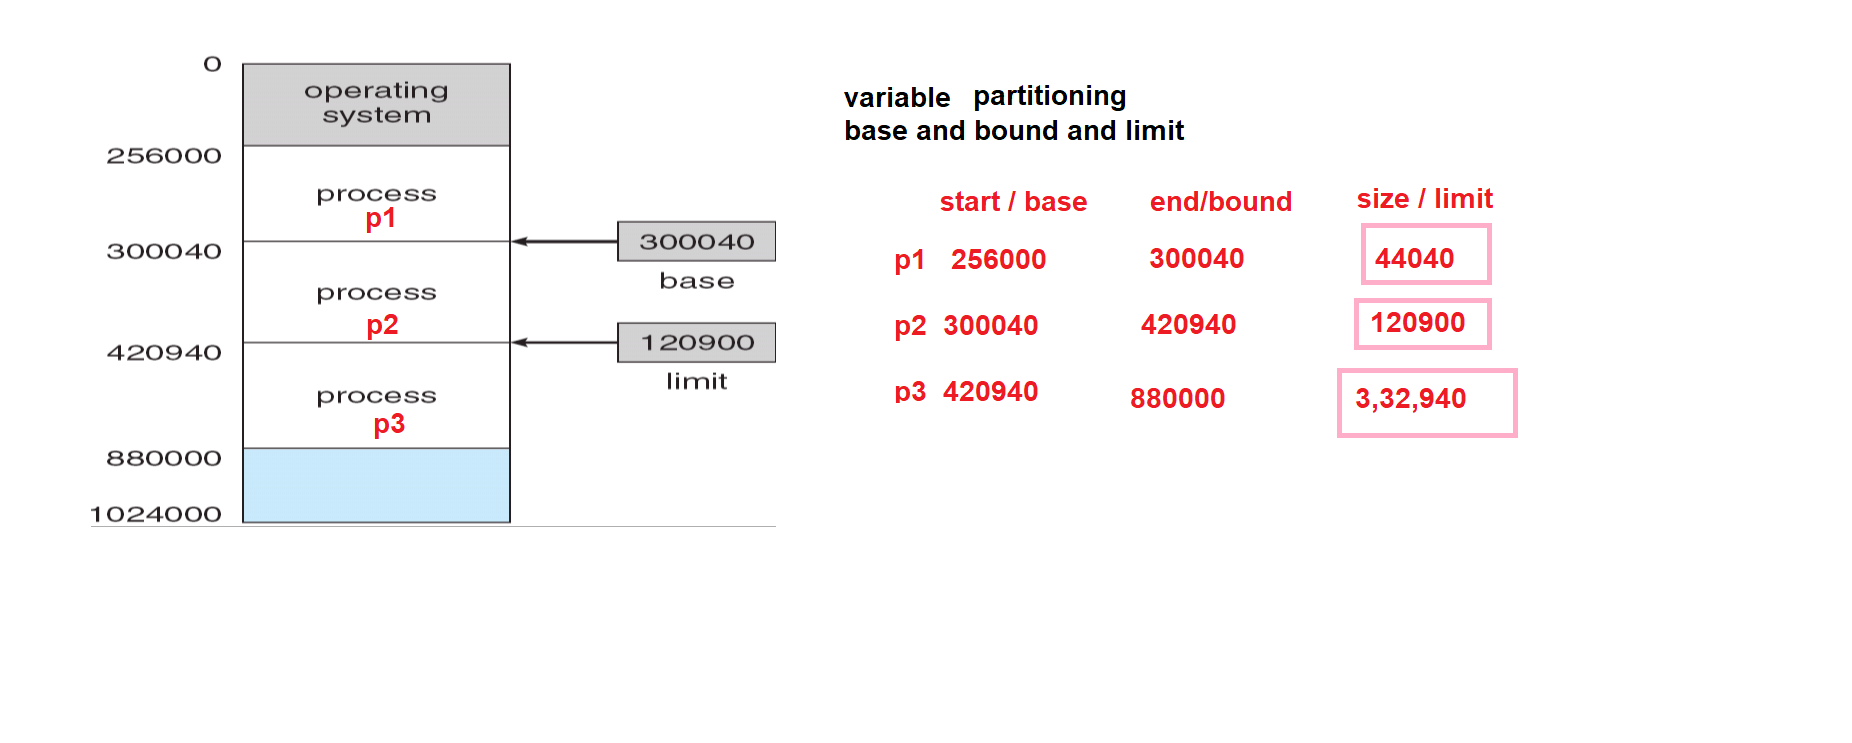 0
operating
system
256000
process
p1
300040
300040
base
process
p2
420940
120900
limit
process
p3
880000
1024000
variable partitioning
base and bound and limit
start / base end/bound size / limit
p1 256000 300040 44040
p2 300040 420940 120900
p3 420940 880000 3,32,940